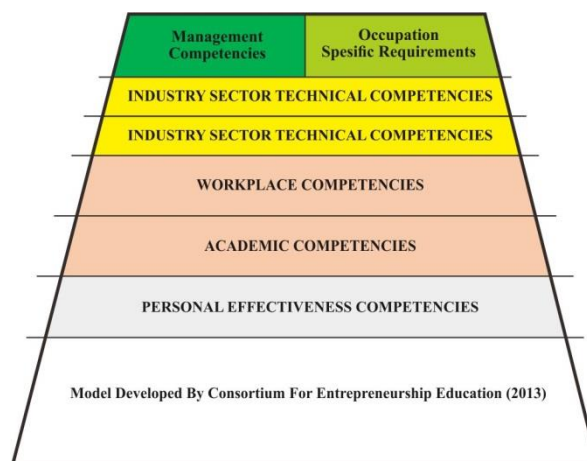 Management
Competencies
Occupation
Spesific Requirements
INDUSTRY SECTOR TECHNICAL COMPETENCIES
INDUSTRY SECTOR TECHNICAL COMPETENCIES
WORKPLACE COMPETENCIES
ACADEMIC COMPETENCIES
PERSONAL EFFECTIVENESS COMPETENCIES
Model Developed By Consortium For Entrepreneurship Education (2013)